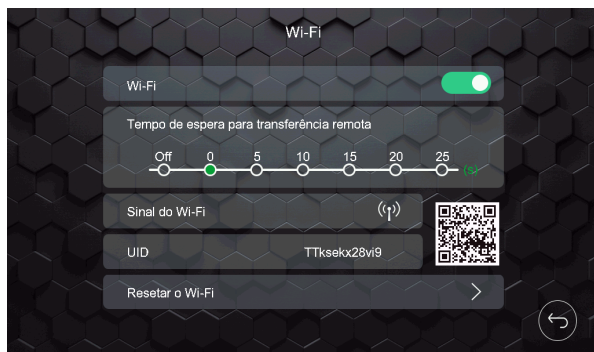 Wi-Fi
Wi-Fi
Tempo de espera para transferência remota
Off 0 5 10 15 20 25
(s)
Sinal do Wi-Fi
UID TTksekx28vi9
Resetar o Wi-Fi